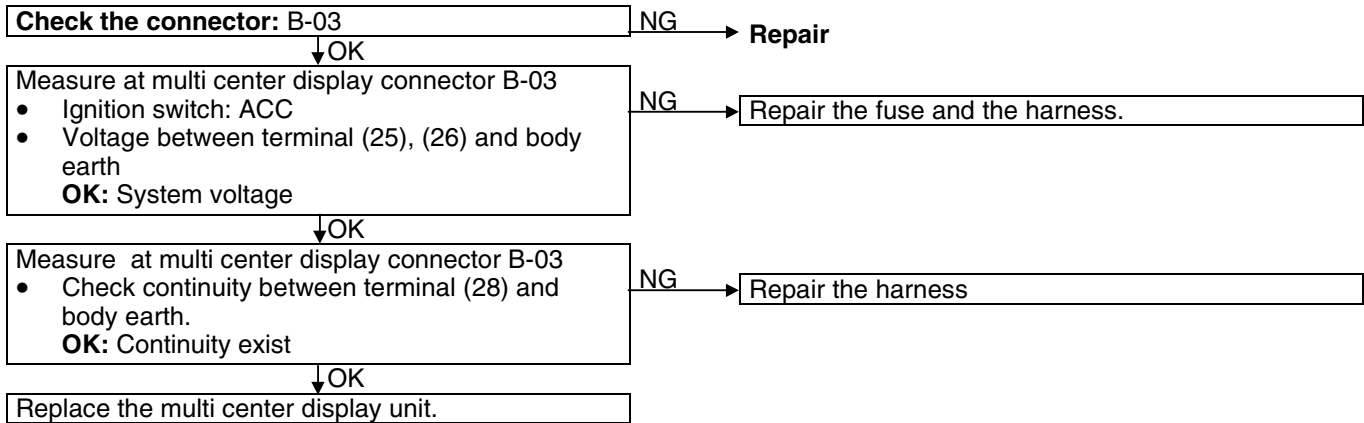 Check the connector: B-03
NG
Repair
OK
Measure at multi center display connector B-03
• Ignition switch: ACC
• Voltage between terminal (25), (26) and body
earth
OK: System voltage
NG
Repair the fuse and the harness.
OK
Measure at multi center display connector B-03
• Check continuity between terminal (28) and
body earth.
OK: Continuity exist
NG
Repair the harness
OK
Replace the multi center display unit.